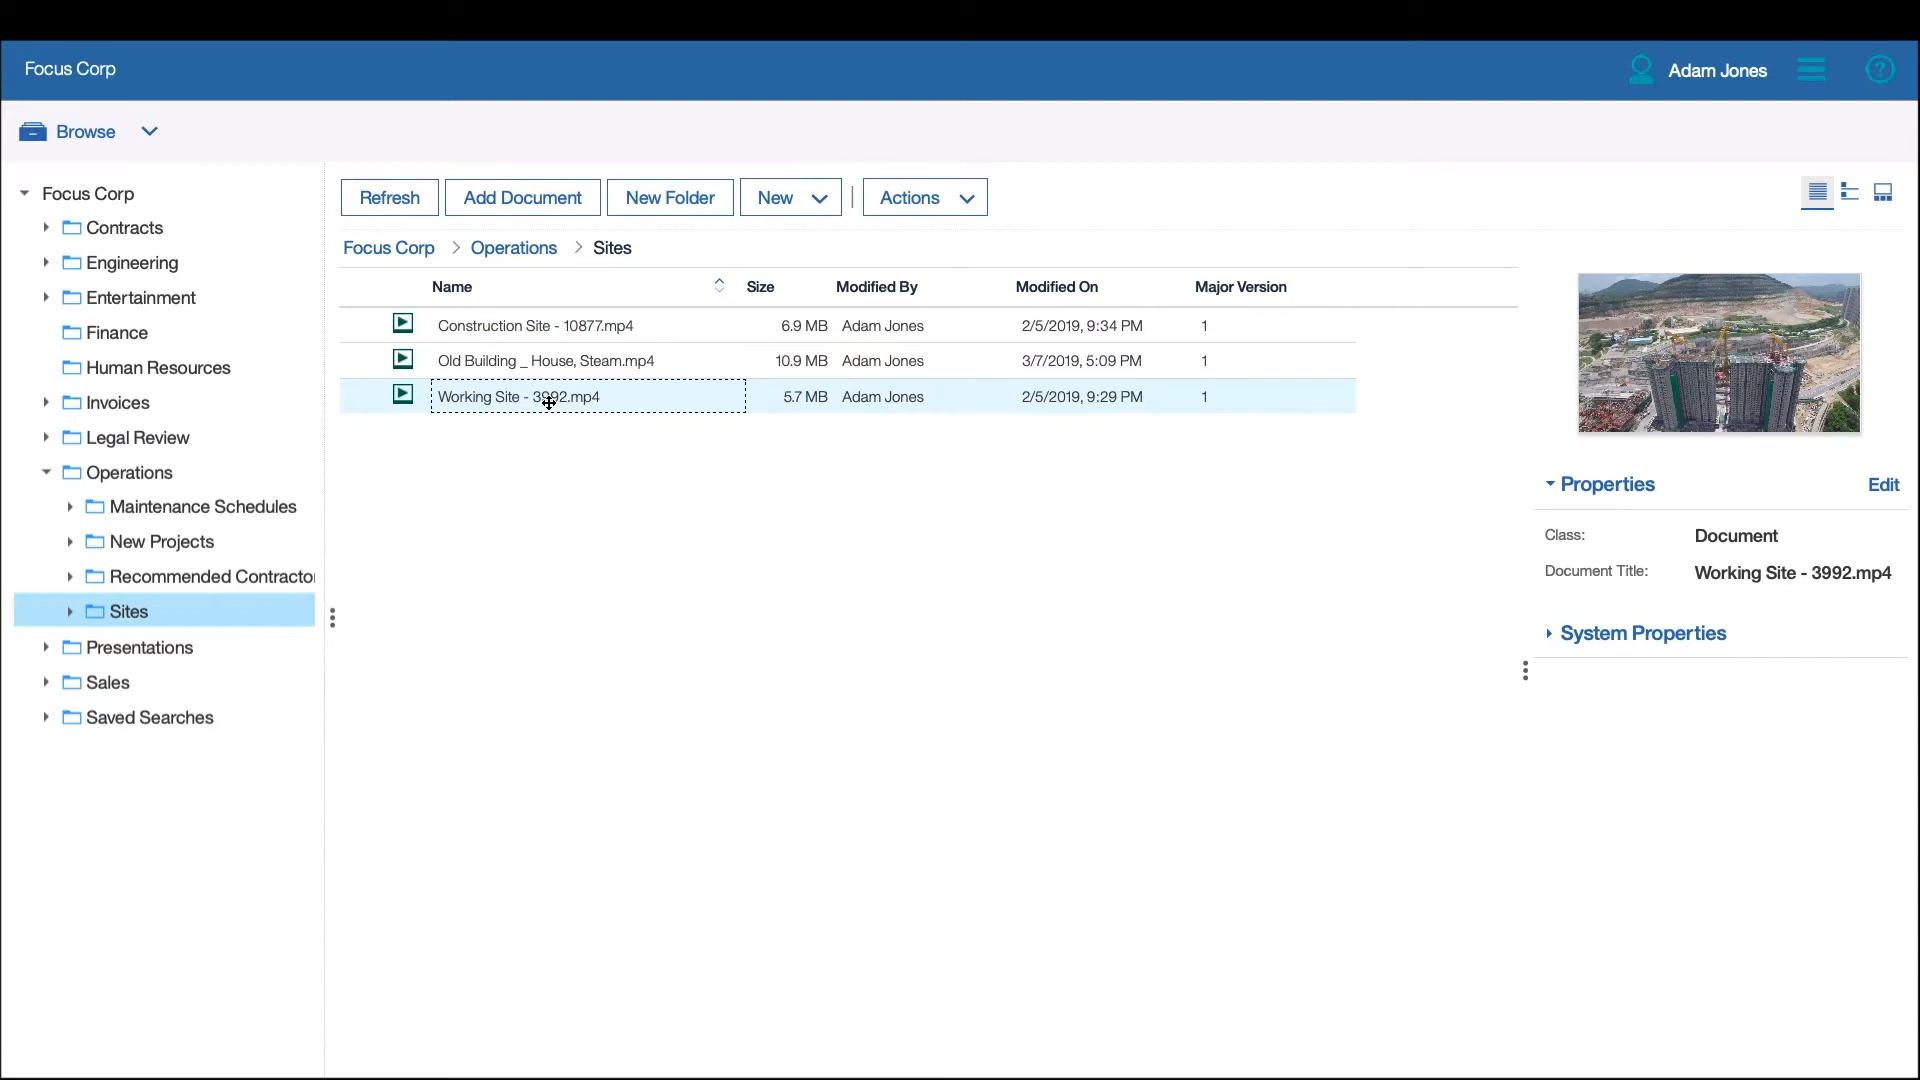 Focus Corp
Adam Jones
Browse
Focus Corp
Contracts
Engineering
Entertainment
Finance
Human Resources
Invoices
Legal Review
Operations
Maintenance Schedules
New Projects
Recommended Contractor
Sites
Presentations
Sales
Saved Searches
Refresh Add Document New Folder New | Actions
Focus Corp > Operations > Sites
Name Size Modified By Modified On Major Version
Construction Site - 10877.mp4 6.9 MB Adam Jones 2/5/2019, 9:34 PM 1
Old Building _ House, Steam.mp4 10.9 MB Adam Jones 3/7/2019, 5:09 PM 1
Working Site - 3992.mp4 5.7 MB Adam Jones 2/5/2019, 9:29 PM 1
Properties Edit
Class: Document
Document Title: Working Site - 3992.mp4
System Properties